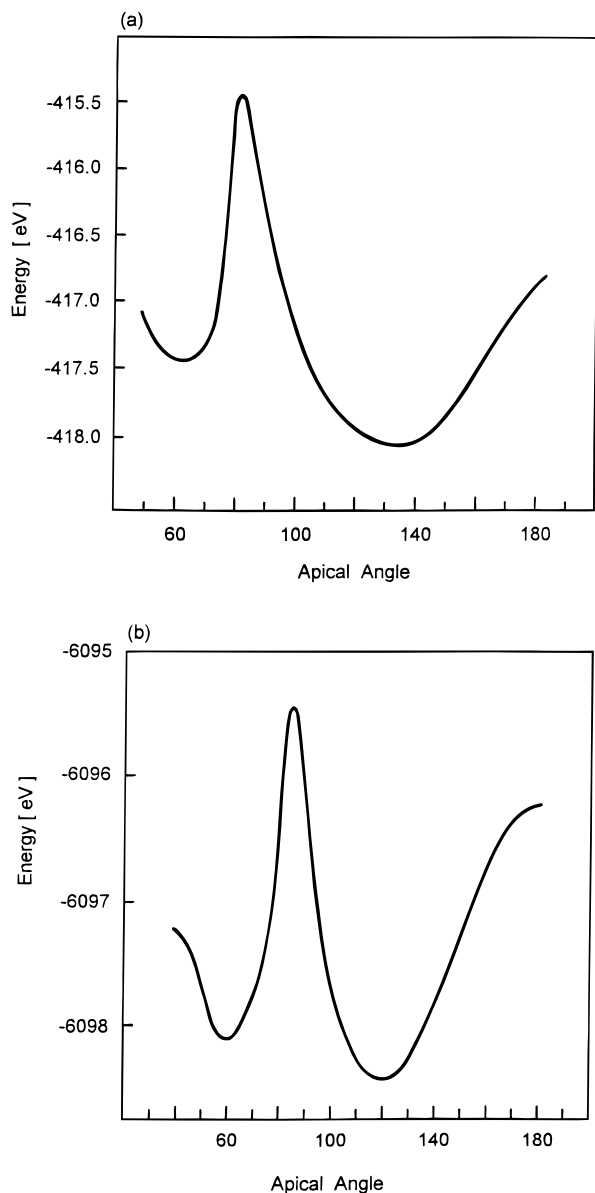 (a)
-415.5
-416.0
-416.5
-417.0
-417.5
-418.0
Energy [ eV ]
60 100 140 180
Apical Angle
(b)
-6095
-6096
-6097
-6098
Energy [ eV ]
60 100 140 180
Apical Angle